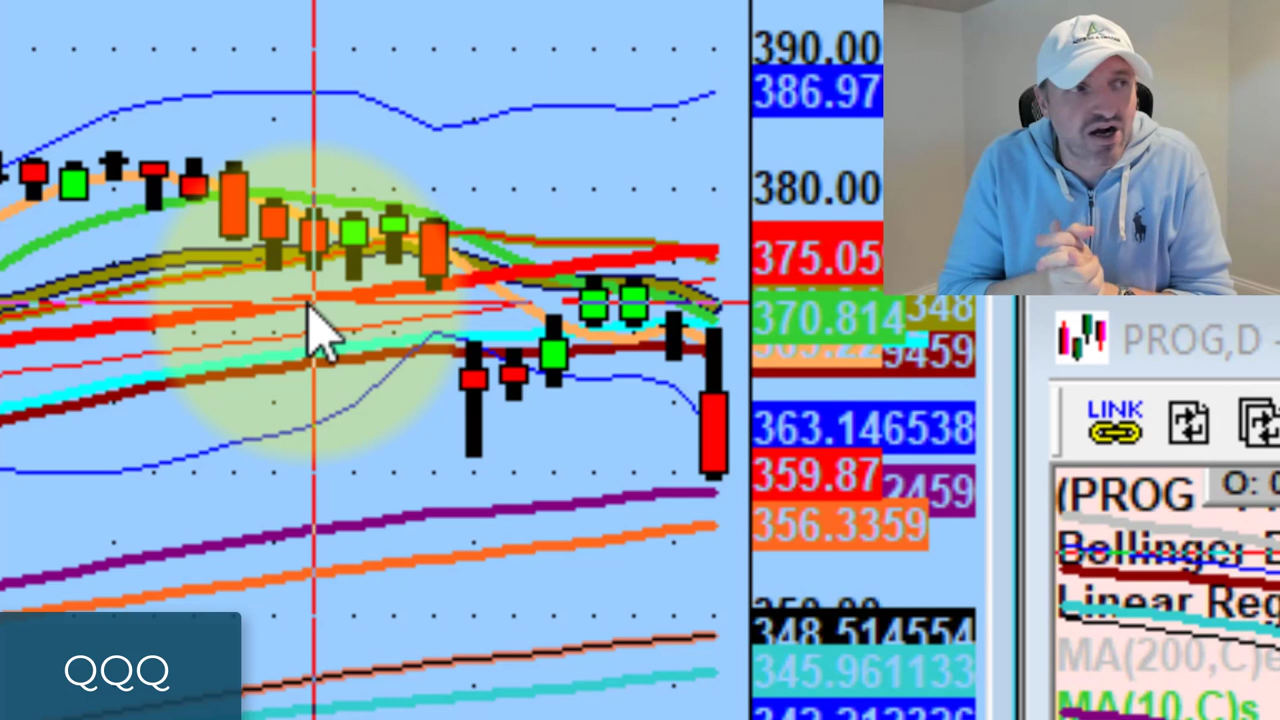 390.00
386.97
380.00
375.05
348
370.814
9459
363.146538
359.87
2459
356.3359
348.514554
345.961133
QQQ
PROG,D -
LINK
(PROG
O: 0
Bollinger B
Linear Reg
MA(200,C)e
MA(10,C)s